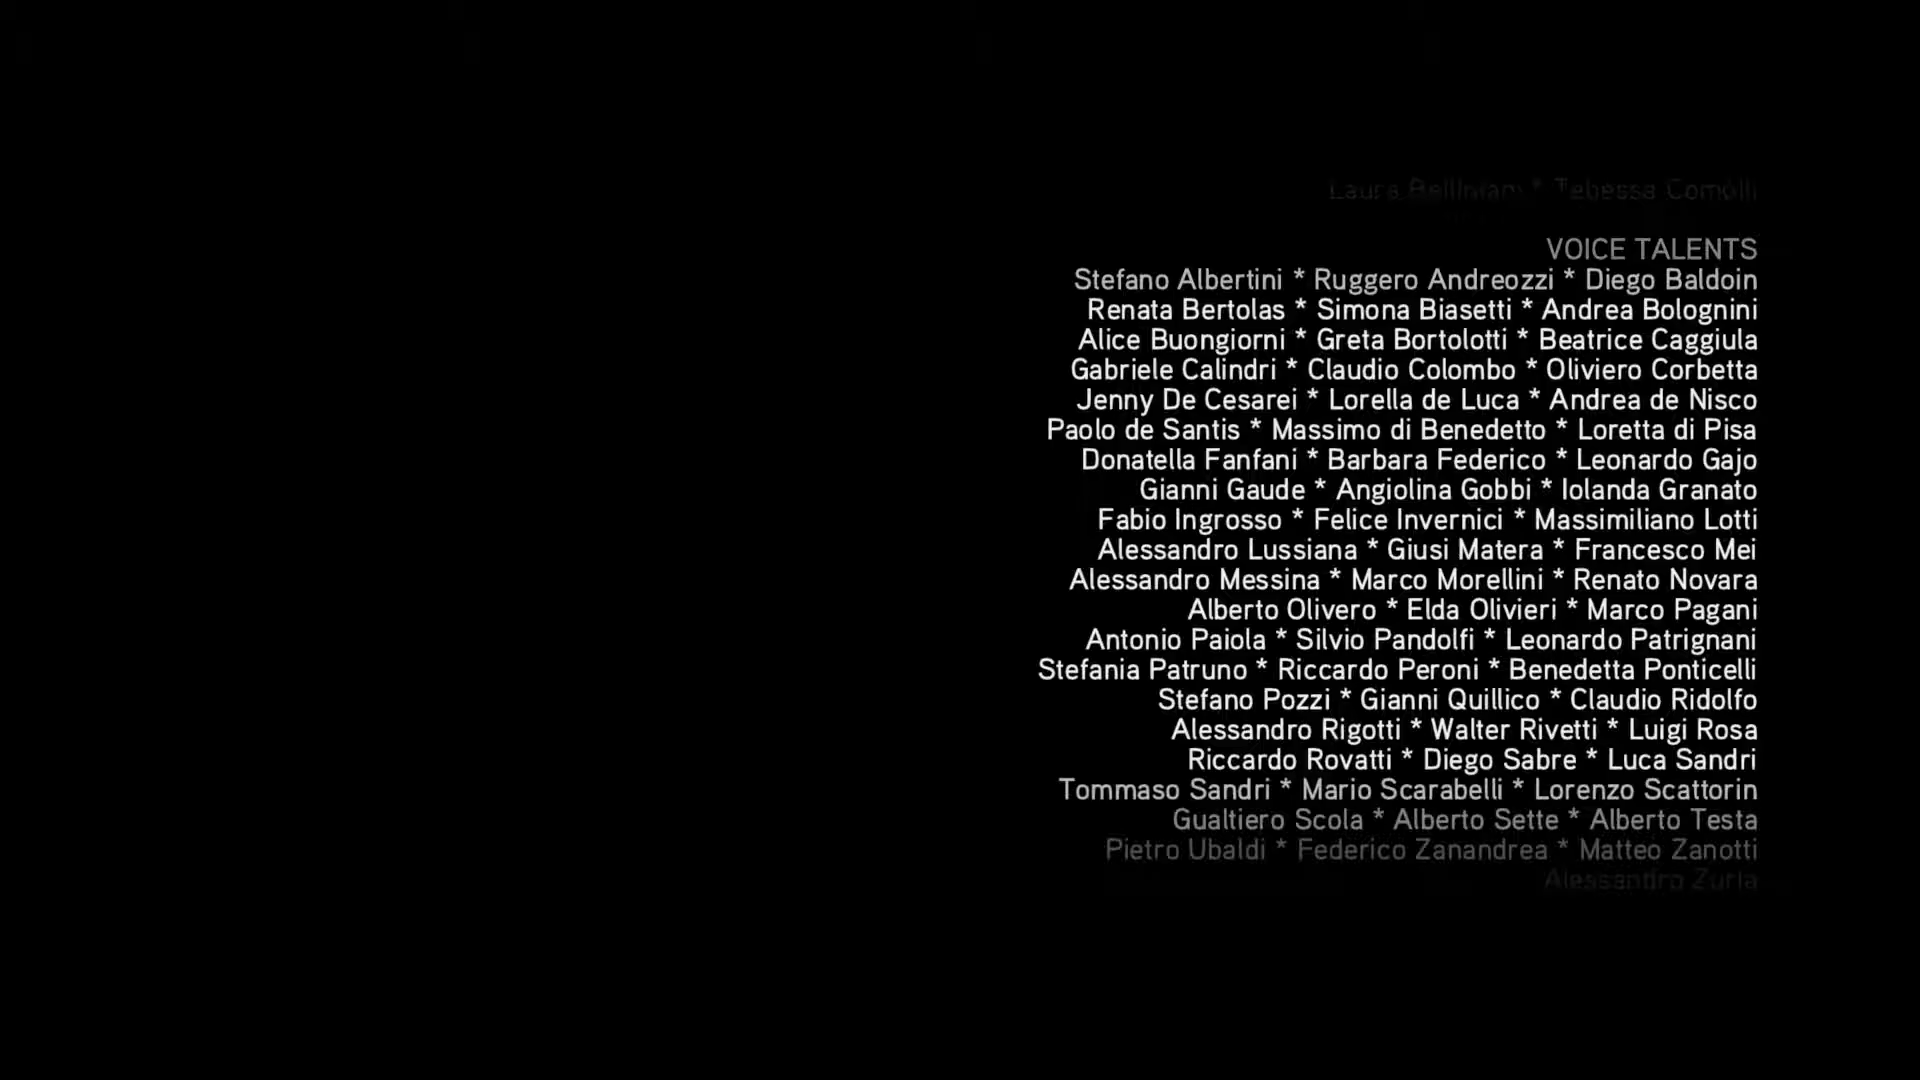 Laura * Tebessa Comolli
VOICE TALENTS
Stefano Albertini * Ruggero Andreozzi * Diego Baldoin
Renata Bertolas * Simona Biasetti * Andrea Bolognini
Alice Buongiorni * Greta Bortolotti * Beatrice Caggiula
Gabriele Calindri * Claudio Colombo * Oliviero Corbetta
Jenny De Cesarei * Lorella de Luca * Andrea de Nisco
Paolo de Santis * Massimo di Benedetto * Loretta di Pisa
Donatella Fanfani * Barbara Federico * Leonardo Gajo
Gianni Gaude * Angiolina Gobbi * Iolanda Granato
Fabio Ingrosso * Felice Invernici * Massimiliano Lotti
Alessandro Lussiana * Giusi Matera * Francesco Mei
Alessandro Messina * Marco Morellini * Renato Novara
Alberto Olivero * Elda Olivieri * Marco Pagani
Antonio Paiola * Silvio Pandolfi * Leonardo Patrignani
Stefania Patruno * Riccardo Peroni * Benedetta Ponticelli
Stefano Pozzi * Gianni Quillico * Claudio Ridolfo
Alessandro Rigotti * Walter Rivetti * Luigi Rosa
Riccardo Rovatti * Diego Sabre * Luca Sandri
Tommaso Sandri * Mario Scarabelli * Lorenzo Scattorin
Gualtiero Scola * Alberto Sette * Alberto Testa
Pietro Ubaldi * Federico Zanandrea * Matteo Zanotti
Alessandro Zurla